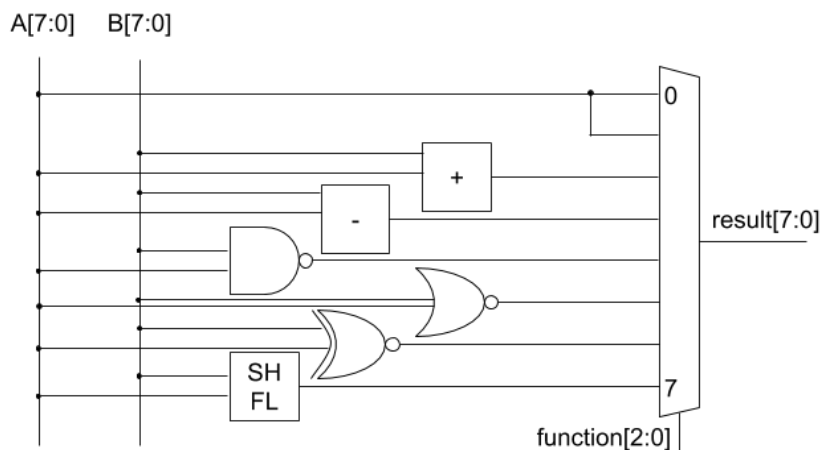 A[7:0] B[7:0]
0
+
-
result[7:0]
SH
FL
7
function[2:0]